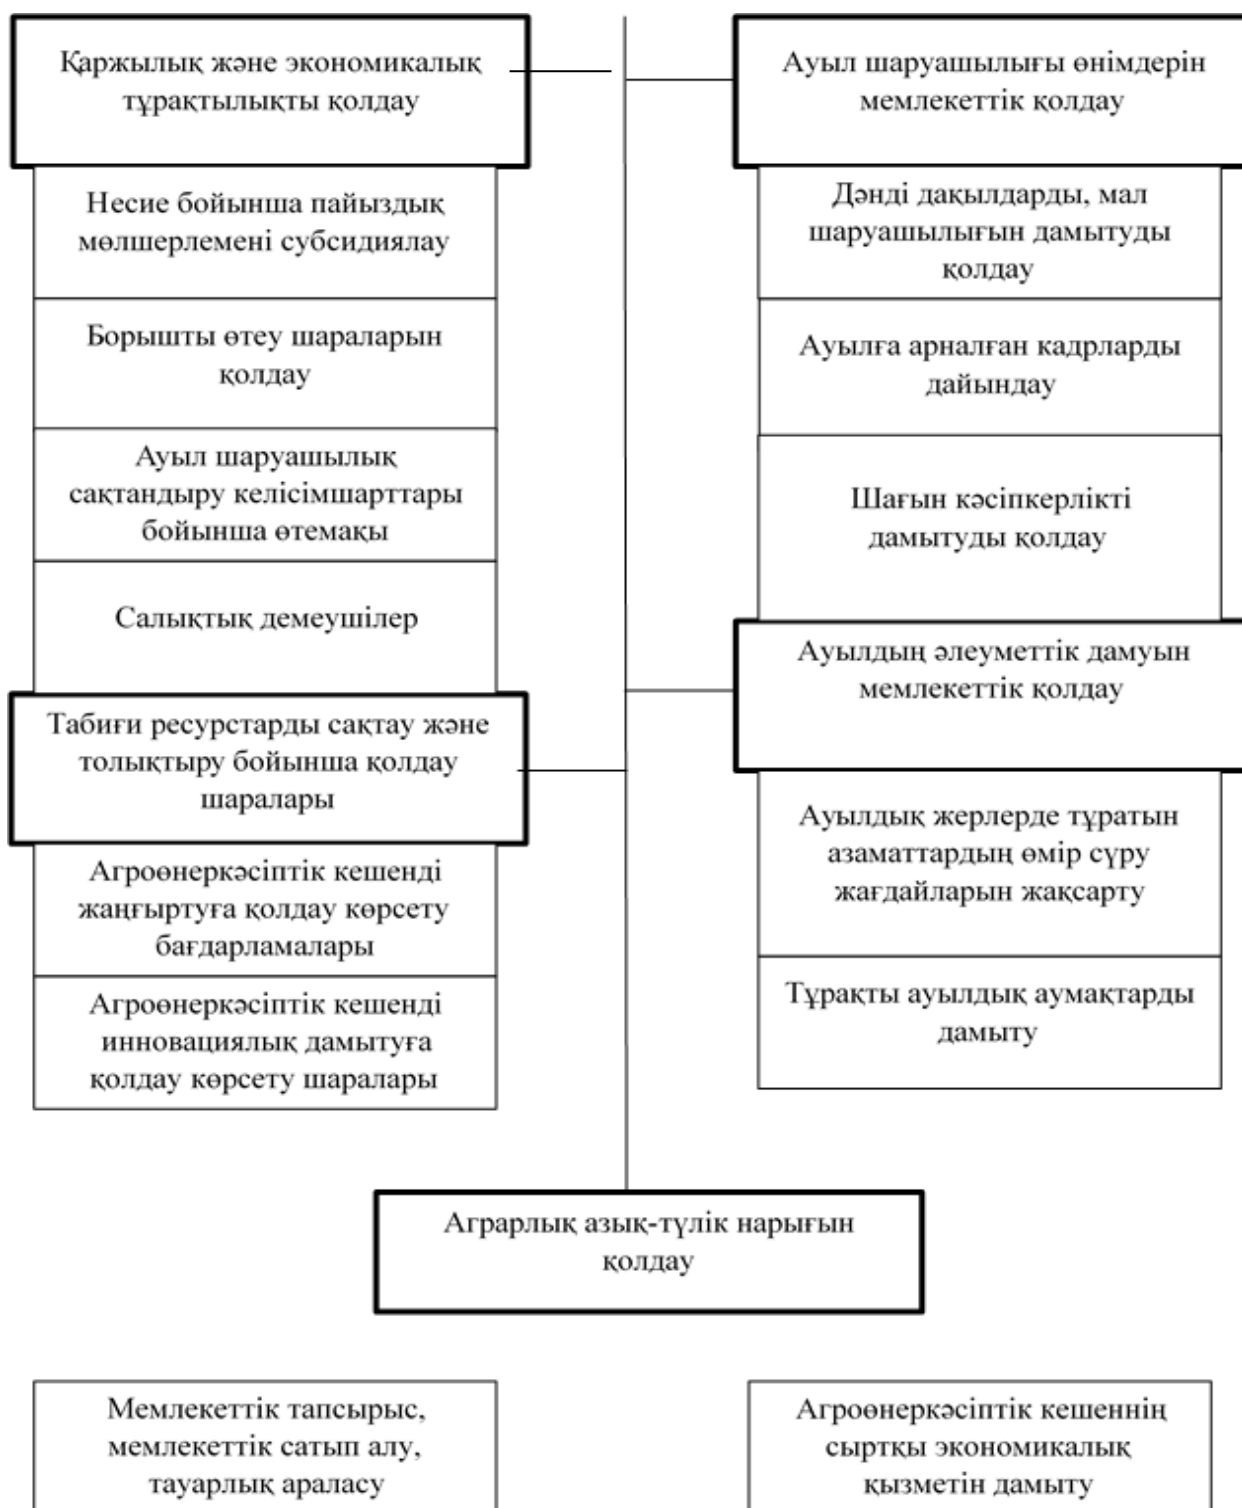 Қаржылық және экономикалық
тұрақтылықты қолдау
Несие бойынша пайыздық
мөлшерлемені субсидиялау
Борышты өтеу шараларын
қолдау
Ауыл шаруашылық
сақтандыру келісімшарттары
бойынша өтемақы
Салықтық демеушілер
Табиғи ресурстарды сақтау және
толықтыру бойынша қолдау
шаралары
Агроөнеркәсіптік кешенді
жаңғыртуға қолдау көрсету
бағдарламалары
Агроөнеркәсіптік кешенді
инновациялық дамытуға
қолдау көрсету шаралары
Ауыл шаруашылығы өнімдерін
мемлекеттік қолдау
Дәнді дақылдарды, мал
шаруашылығын дамытуды
қолдау
Ауылға арналған кадрларды
дайындау
Шағын кәсіпкерлікті
дамытуды қолдау
Ауылдың әлеуметтік дамуын
мемлекеттік қолдау
Ауылдық жерлерде тұратын
азаматтардың өмір сүру
жағдайларын жақсарту
Тұрақты ауылдық аумақтарды
дамыту
Аграрлық азық-түлік нарығын
қолдау
Мемлекеттік тапсырыс,
мемлекеттік сатып алу,
тауарлық араласу
Агроөнеркәсіптік кешеннің
сыртқы экономикалық
қызметін дамыту